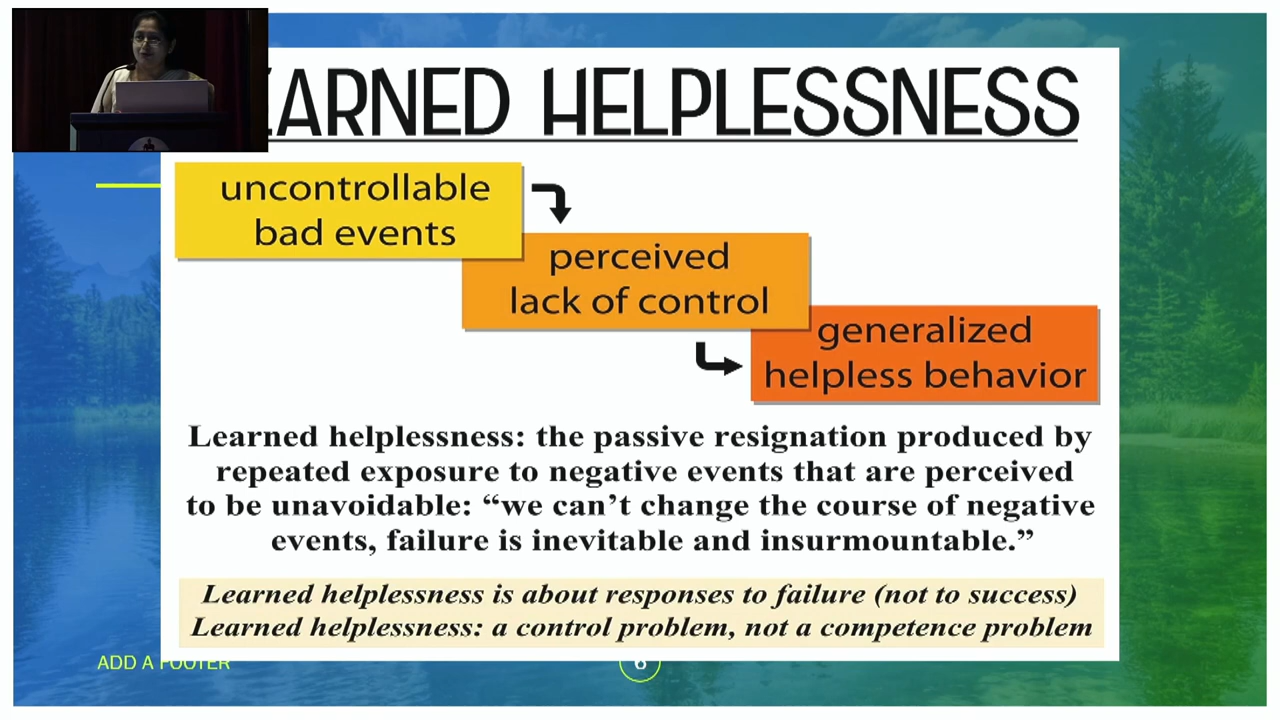 EARNED HELPLESSNESS
uncontrollable
bad events
perceived
lack of control
generalized
helpless behavior
Learned helplessness: the passive resignation produced by
repeated exposure to negative events that are perceived
to be unavoidable: “we can’t change the course of negative
events, failure is inevitable and insurmountable.”
Learned helplessness is about responses to failure (not to success)
Learned helplessness: a control problem, not a competence problem
ADD A FOOTER
6